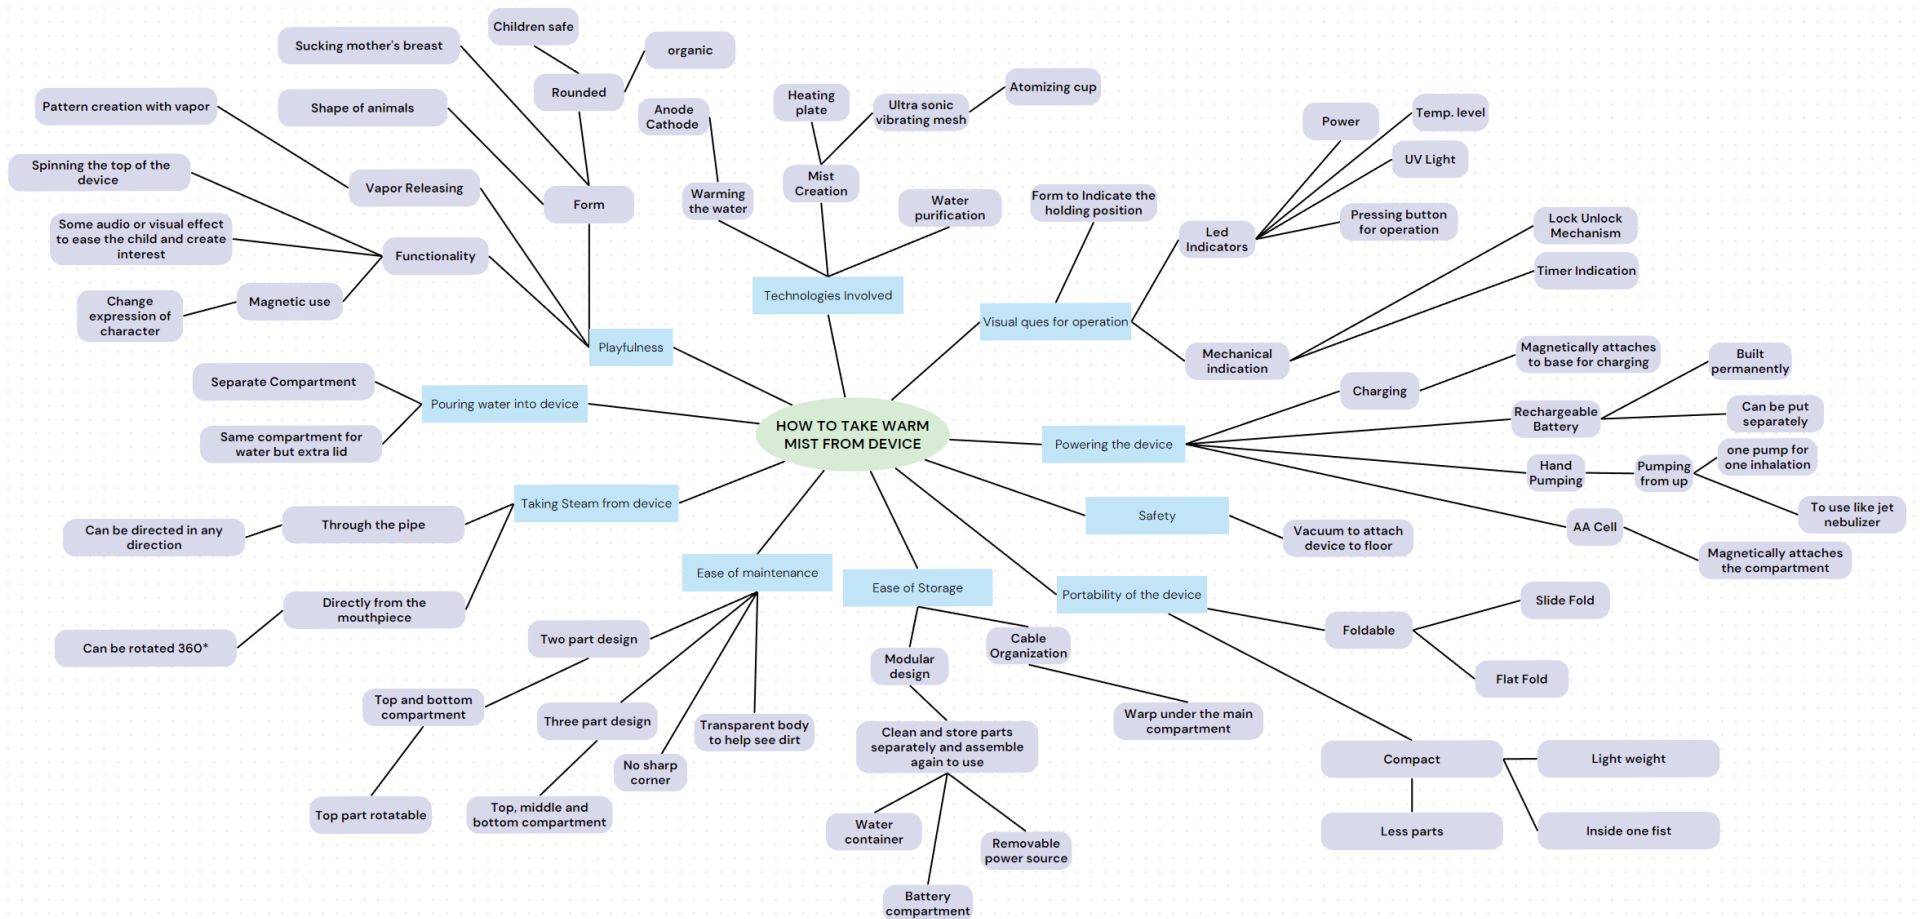 Children safe
Sucking mother's breast
organic
Rounded
Pattern creation with vapor
Shape of animals
Spinning the top of the
device
Vapor Releasing
Form
Some audio or visual effect
to ease the child and create
interest
Functionality
Change
expression of
character
Magnetic use
Playfulness
Anode
Cathode
Heating
plate
Ultra sonic
vibrating mesh
Atomizing cup
Warming
the water
Mist
Creation
Water
purification
Technologies Involved
Form to Indicate the
holding position
Power
Temp. level
UV Light
Pressing button
for operation
Led
Indicators
Lock Unlock
Mechanism
Timer Indication
Visual ques for operation
Mechanical
indication
Separate Compartment
Pouring water into device
Same compartment for
water but extra lid
HOW TO TAKE WARM
MIST FROM DEVICE
Powering the device
Charging
Magnetically attaches
to base for charging
Rechargeable
Battery
Built
permanently
Can be put
separately
Hand
Pumping
Pumping
from up
one pump for
one inhalation
To use like jet
nebulizer
AA Cell
Magnetically attaches
the compartment
Taking Steam from device
Through the pipe
Can be directed in any
direction
Directly from the
mouthpiece
Can be rotated 360*
Safety
Vacuum to attach
device to floor
Ease of maintenance
Two part design
Top and bottom
compartment
Top part rotatable
Three part design
Top, middle and
bottom compartment
No sharp
corner
Transparent body
to help see dirt
Ease of Storage
Modular
design
Cable
Organization
Clean and store parts
separately and assemble
again to use
Warp under the main
compartment
Water
container
Battery
compartment
Removable
power source
Portability of the device
Foldable
Slide Fold
Flat Fold
Compact
Light weight
Less parts
Inside one fist